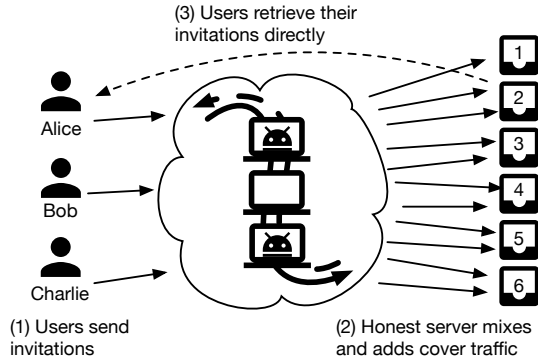 (3) Users retrieve their
invitations directly
Alice
Bob
Charlie
1
2
3
4
5
6
(1) Users send
invitations
(2) Honest server mixes
and adds cover traffic